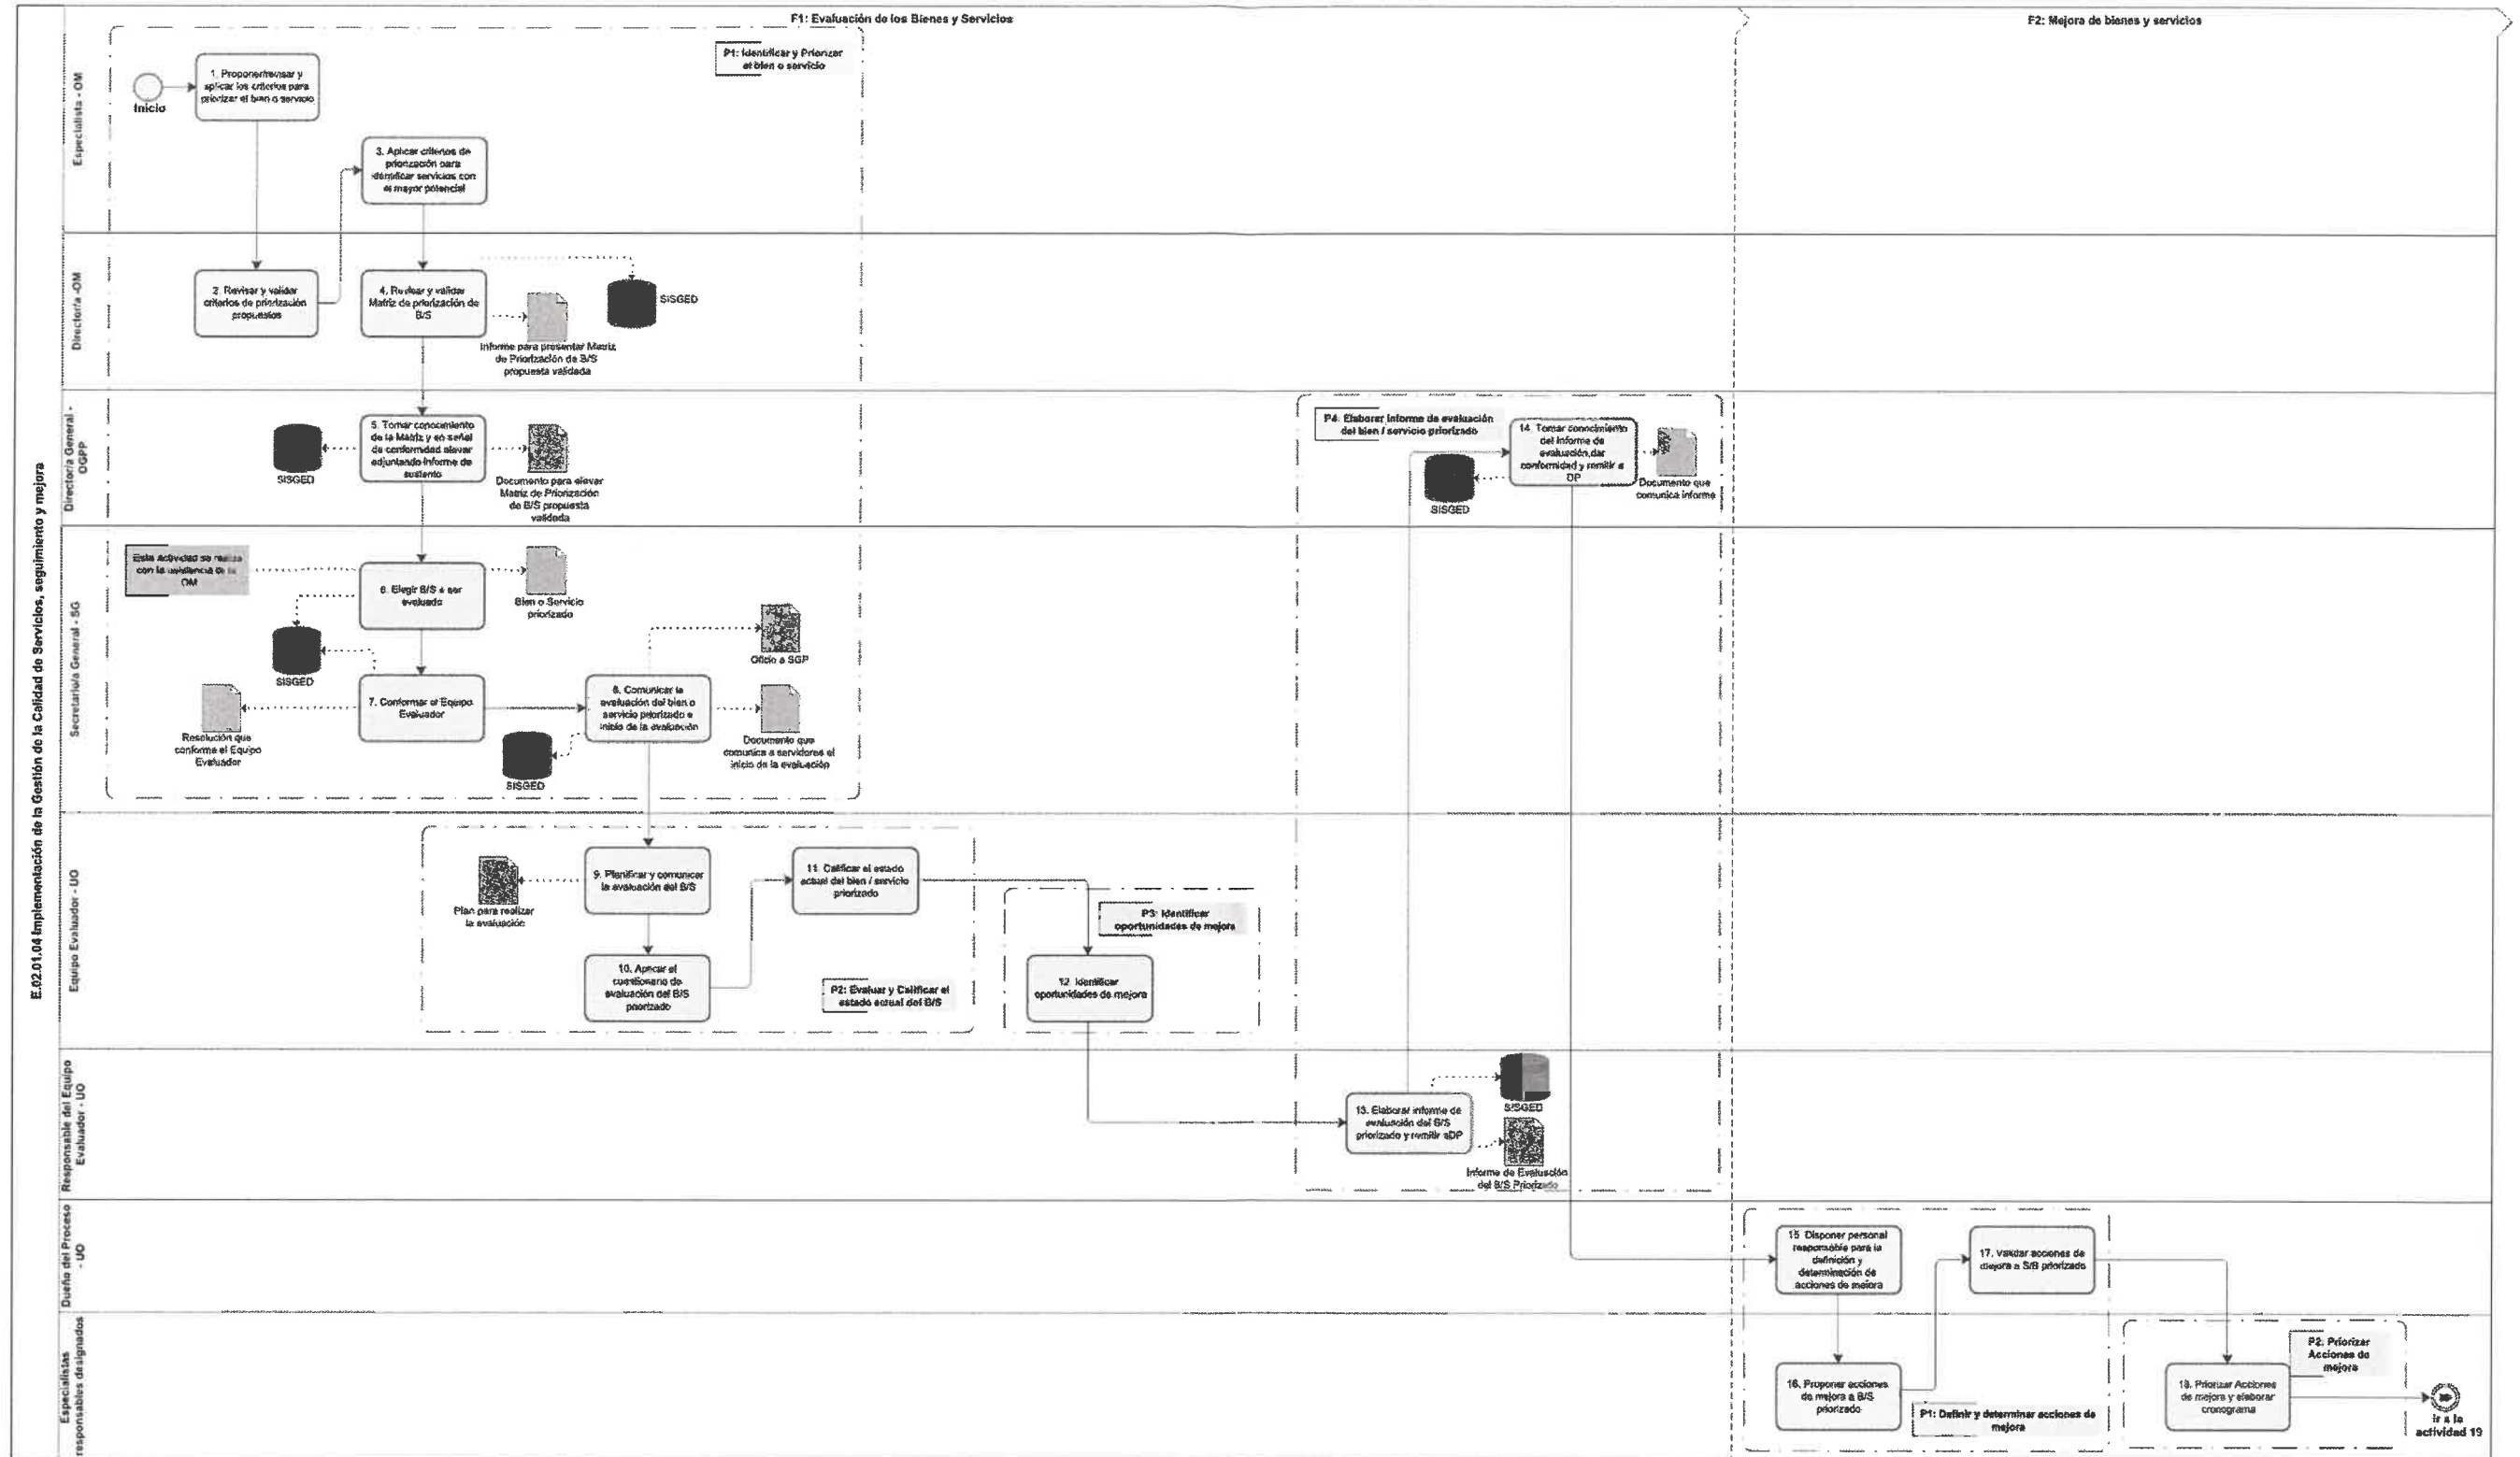 F1: Evaluación de los Bienes y Servicios
F2: Mejora de bienes y servicios
E.02.01.04 Implementación de la Gestión de la Calidad de Servicios, seguimiento y mejora
Especialista - OM
P1: Identificar y Priorizar
el bien o servicio
Inicio
1. Proponer/revisar y
aplicar los criterios para
priorizar el bien o servicio
3. Aplicar criterios de
priorización para
identificar servicios con
el mayor potencial
Director/a -OM
2. Revisar y validar
criterios de priorización
propuestos
4. Revisar y validar
Matriz de priorización de
B/S
SISGED
Informe para presentar Matriz
de Priorización de B/S
propuesta validada
Director/a General -
OGPP
SISGED
5. Tomar conocimiento
de la Matriz y en señal
de conformidad elevar
adjuntando informe de
sustento
Documento para elevar
Matriz de Priorización
de B/S propuesta
validada
P4: Elaborar Informe de evaluación
del bien / servicio priorizado
14. Tomar conocimiento
del Informe de
evaluación,dar
conformidad y remitir a
DP
SISGED
Documento que
comunica informe
Secretario/a General - SG
Esta actividad se realiza
con la asistencia de la
OM
6. Elegir B/S a ser
evaluado
Bien o Servicio
priorizado
SISGED
Oficio a SGP
7. Conformar el Equipo
Evaluador
8. Comunicar la
evaluación del bien o
servicio priorizado e
inicio de la evaluación
Resolución que
conforme el Equipo
Evaluador
SISGED
Documento que
comunica a servidores el
inicio de la evaluación
Equipo Evaluador - UO
Plan para realizar
la evaluación
9. Planificar y comunicar
la evaluación del B/S
11. Calificar el estado
actual del bien / servicio
priorizado
10. Aplicar el
cuestionario de
evaluación del B/S
priorizado
P2: Evaluar y Calificar el
estado actual del B/S
P3: Identificar
oportunidades de mejora
12. Identificar
oportunidades de mejora
Responsable del Equipo
Evaluador - UO
13. Elaborar informe de
evaluación del B/S
priorizado y remitir aDP
SISGED
Informe de Evaluación
del B/S Priorizado
Dueño del Proceso
- UO
15. Disponer personal
responsable para la
definición y
determinación de
acciones de mejora
17. Validar acciones de
mejora a S/B priorizado
Especialistas
responsables designados
16. Proponer acciones
de mejora a B/S
priorizado
P1: Definir y determinar acciones de
mejora
P2. Priorizar
Acciones de
mejora
18. Priorizar Acciones
de mejora y elaborar
cronograma
ir a la
actividad 19